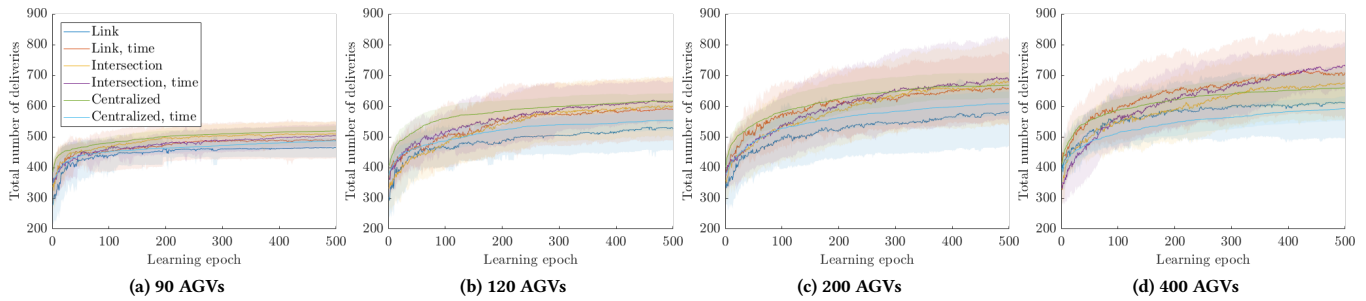 900
800
700
600
500
400
300
200
Total number of deliveries
Link
Link, time
Intersection
Intersection, time
Centralized
Centralized, time
0 100 200 300 400 500
Learning epoch
(a) 90 AGVs
900
800
700
600
500
400
300
200
Total number of deliveries
0 100 200 300 400 500
Learning epoch
(b) 120 AGVs
900
800
700
600
500
400
300
200
Total number of deliveries
0 100 200 300 400 500
Learning epoch
(c) 200 AGVs
900
800
700
600
500
400
300
200
Total number of deliveries
0 100 200 300 400 500
Learning epoch
(d) 400 AGVs